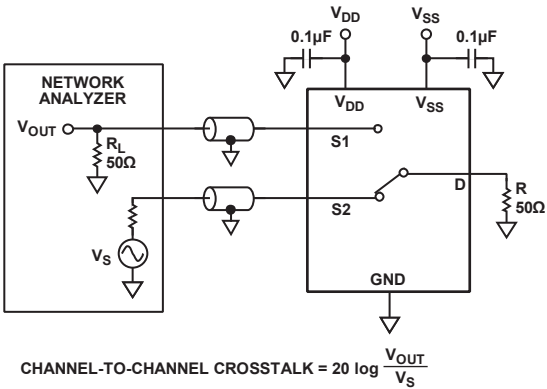 V_DD
V_SS
0.1µF
0.1µF
NETWORK
ANALYZER
V_DD
V_SS
V_OUT
R_L
50Ω
S1
S2
D
R
50Ω
V_S
GND
CHANNEL-TO-CHANNEL CROSSTALK = 20 log V_OUT / V_S